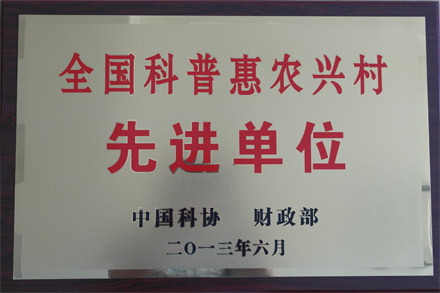 全国科普惠农兴村
先进单位
中国科协 财政部
二〇一三年六月